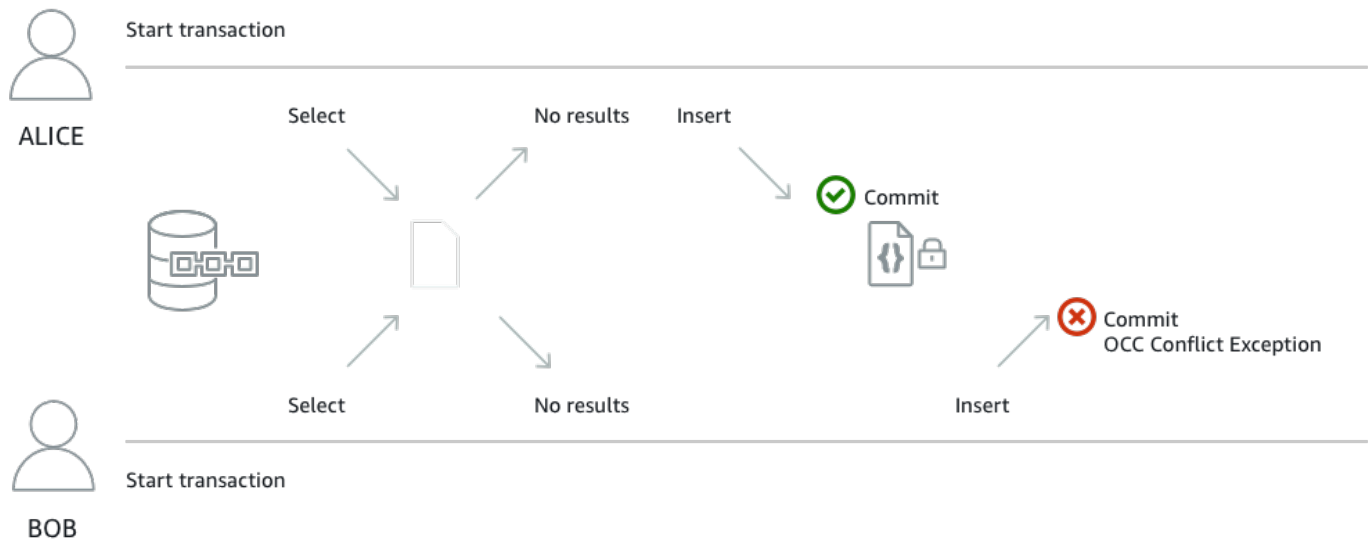 Start transaction
ALICE
Select
No results
Insert
Commit
{}
Commit
OCC Conflict Exception
Select
No results
Insert
Start transaction
BOB